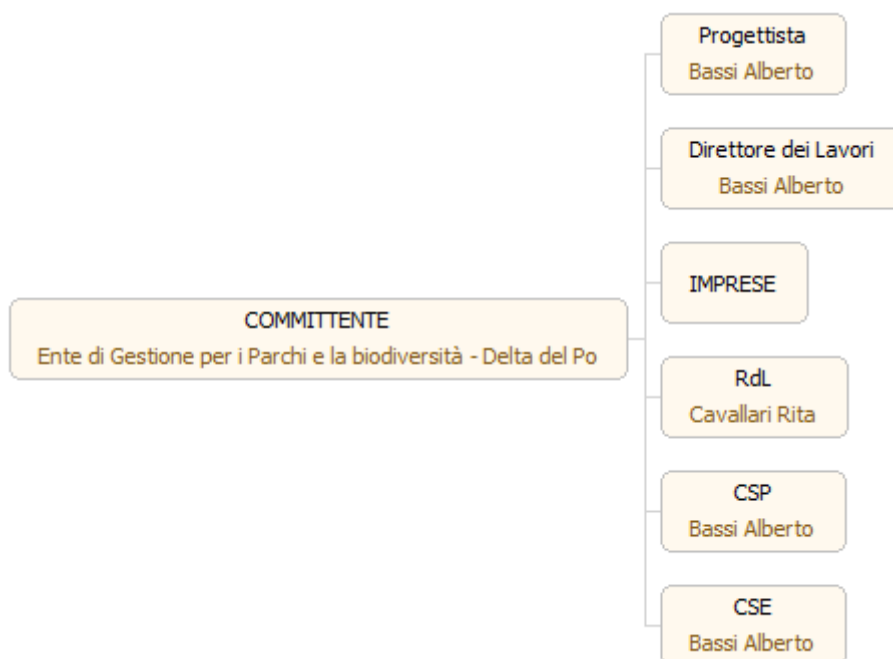 Progettista
Bassi Alberto
Direttore dei Lavori
Bassi Alberto
IMPRESE
COMMITTENTE
Ente di Gestione per i Parchi e la biodiversità - Delta del Po
RdL
Cavallari Rita
CSP
Bassi Alberto
CSE
Bassi Alberto